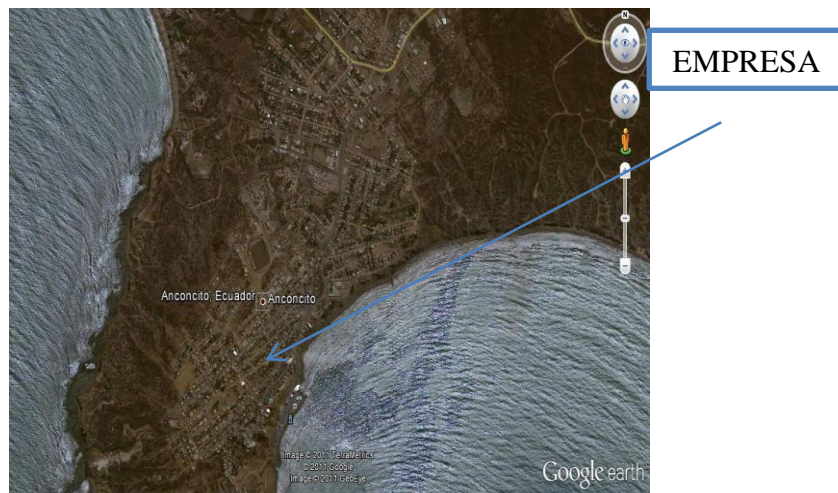 N
EMPRESA
Anconcito, Ecuador Anconcito
Image © 2011 TerraMetrics
© 2011 Google
Image © 2011 GeoEye
Google earth